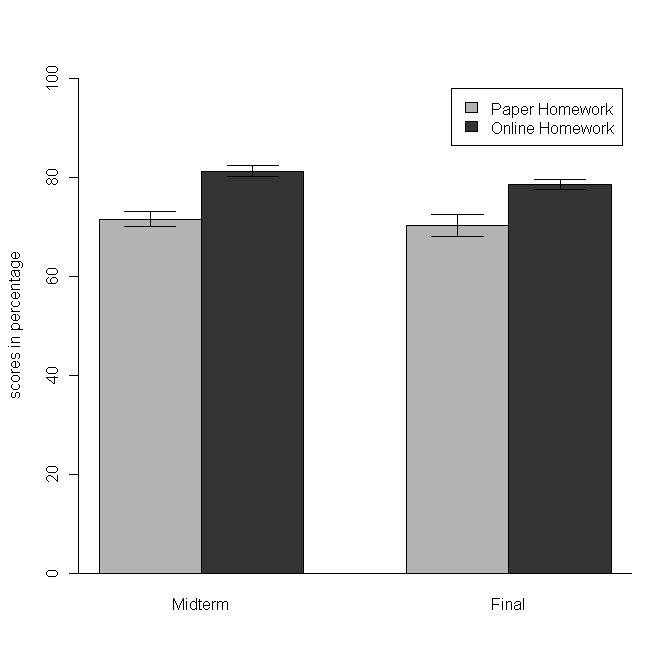 100
80
60
40
20
0
scores in percentage
Paper Homework
Online Homework
Midterm
Final